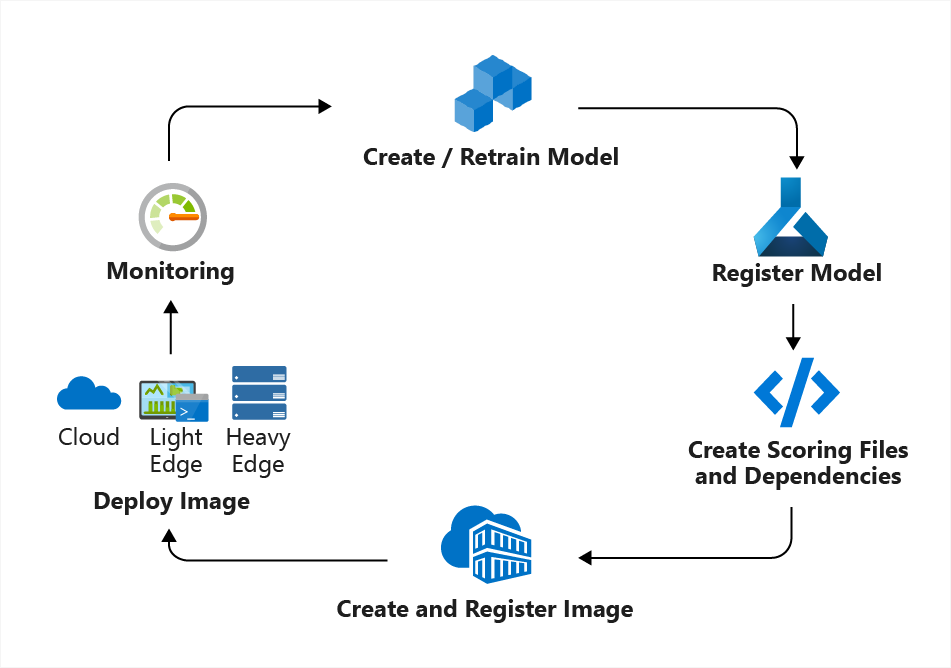 Create / Retrain Model
Register Model
Create Scoring Files
and Dependencies
Create and Register Image
Cloud
Light
Edge
Heavy
Edge
Deploy Image
Monitoring